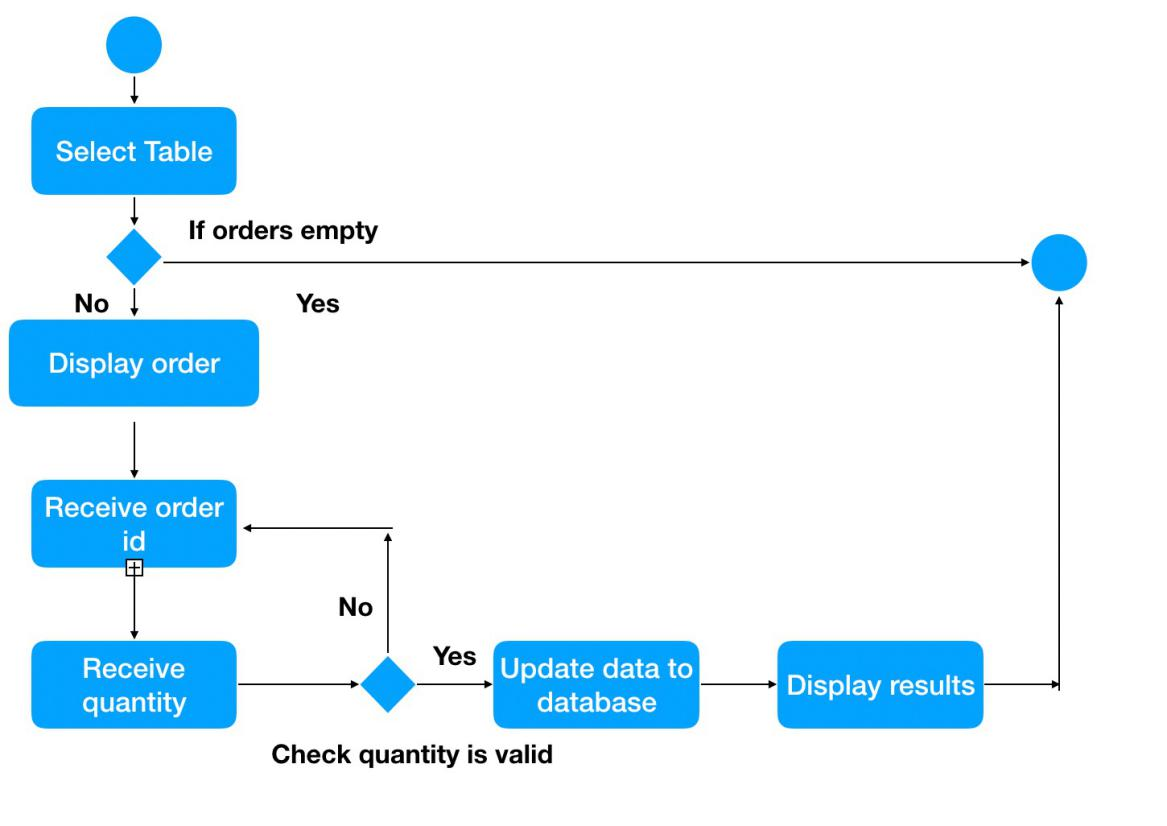 Select Table
If orders empty
No
Yes
Display order
Receive order
id
No
Receive
quantity
Yes
Update data to
database
Display results
Check quantity is valid